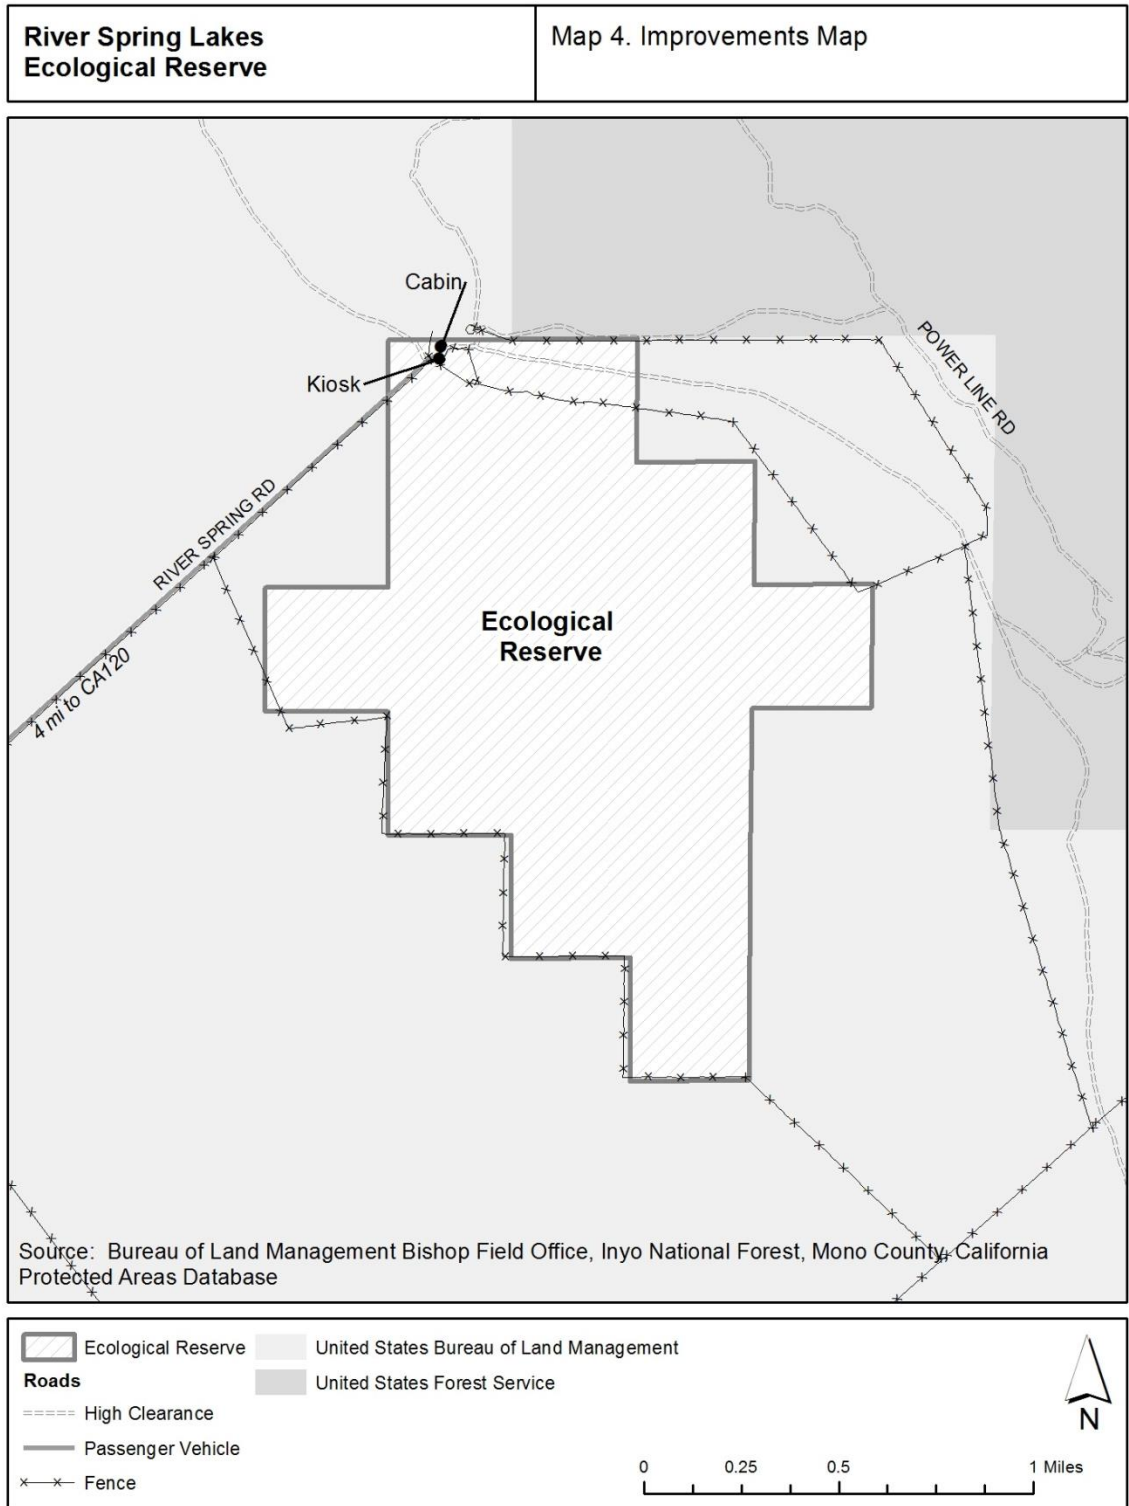 River Spring Lakes
Ecological Reserve
Map 4. Improvements Map
Cabin
Kiosk
POWER LINE RD
RIVER SPRING RD
4 mi to CA120
Ecological
Reserve
Source: Bureau of Land Management Bishop Field Office, Inyo National Forest, Mono County, California
Protected Areas Database
Ecological Reserve
United States Bureau of Land Management
Roads
United States Forest Service
High Clearance
Passenger Vehicle
Fence
N
0 0.25 0.5 1 Miles